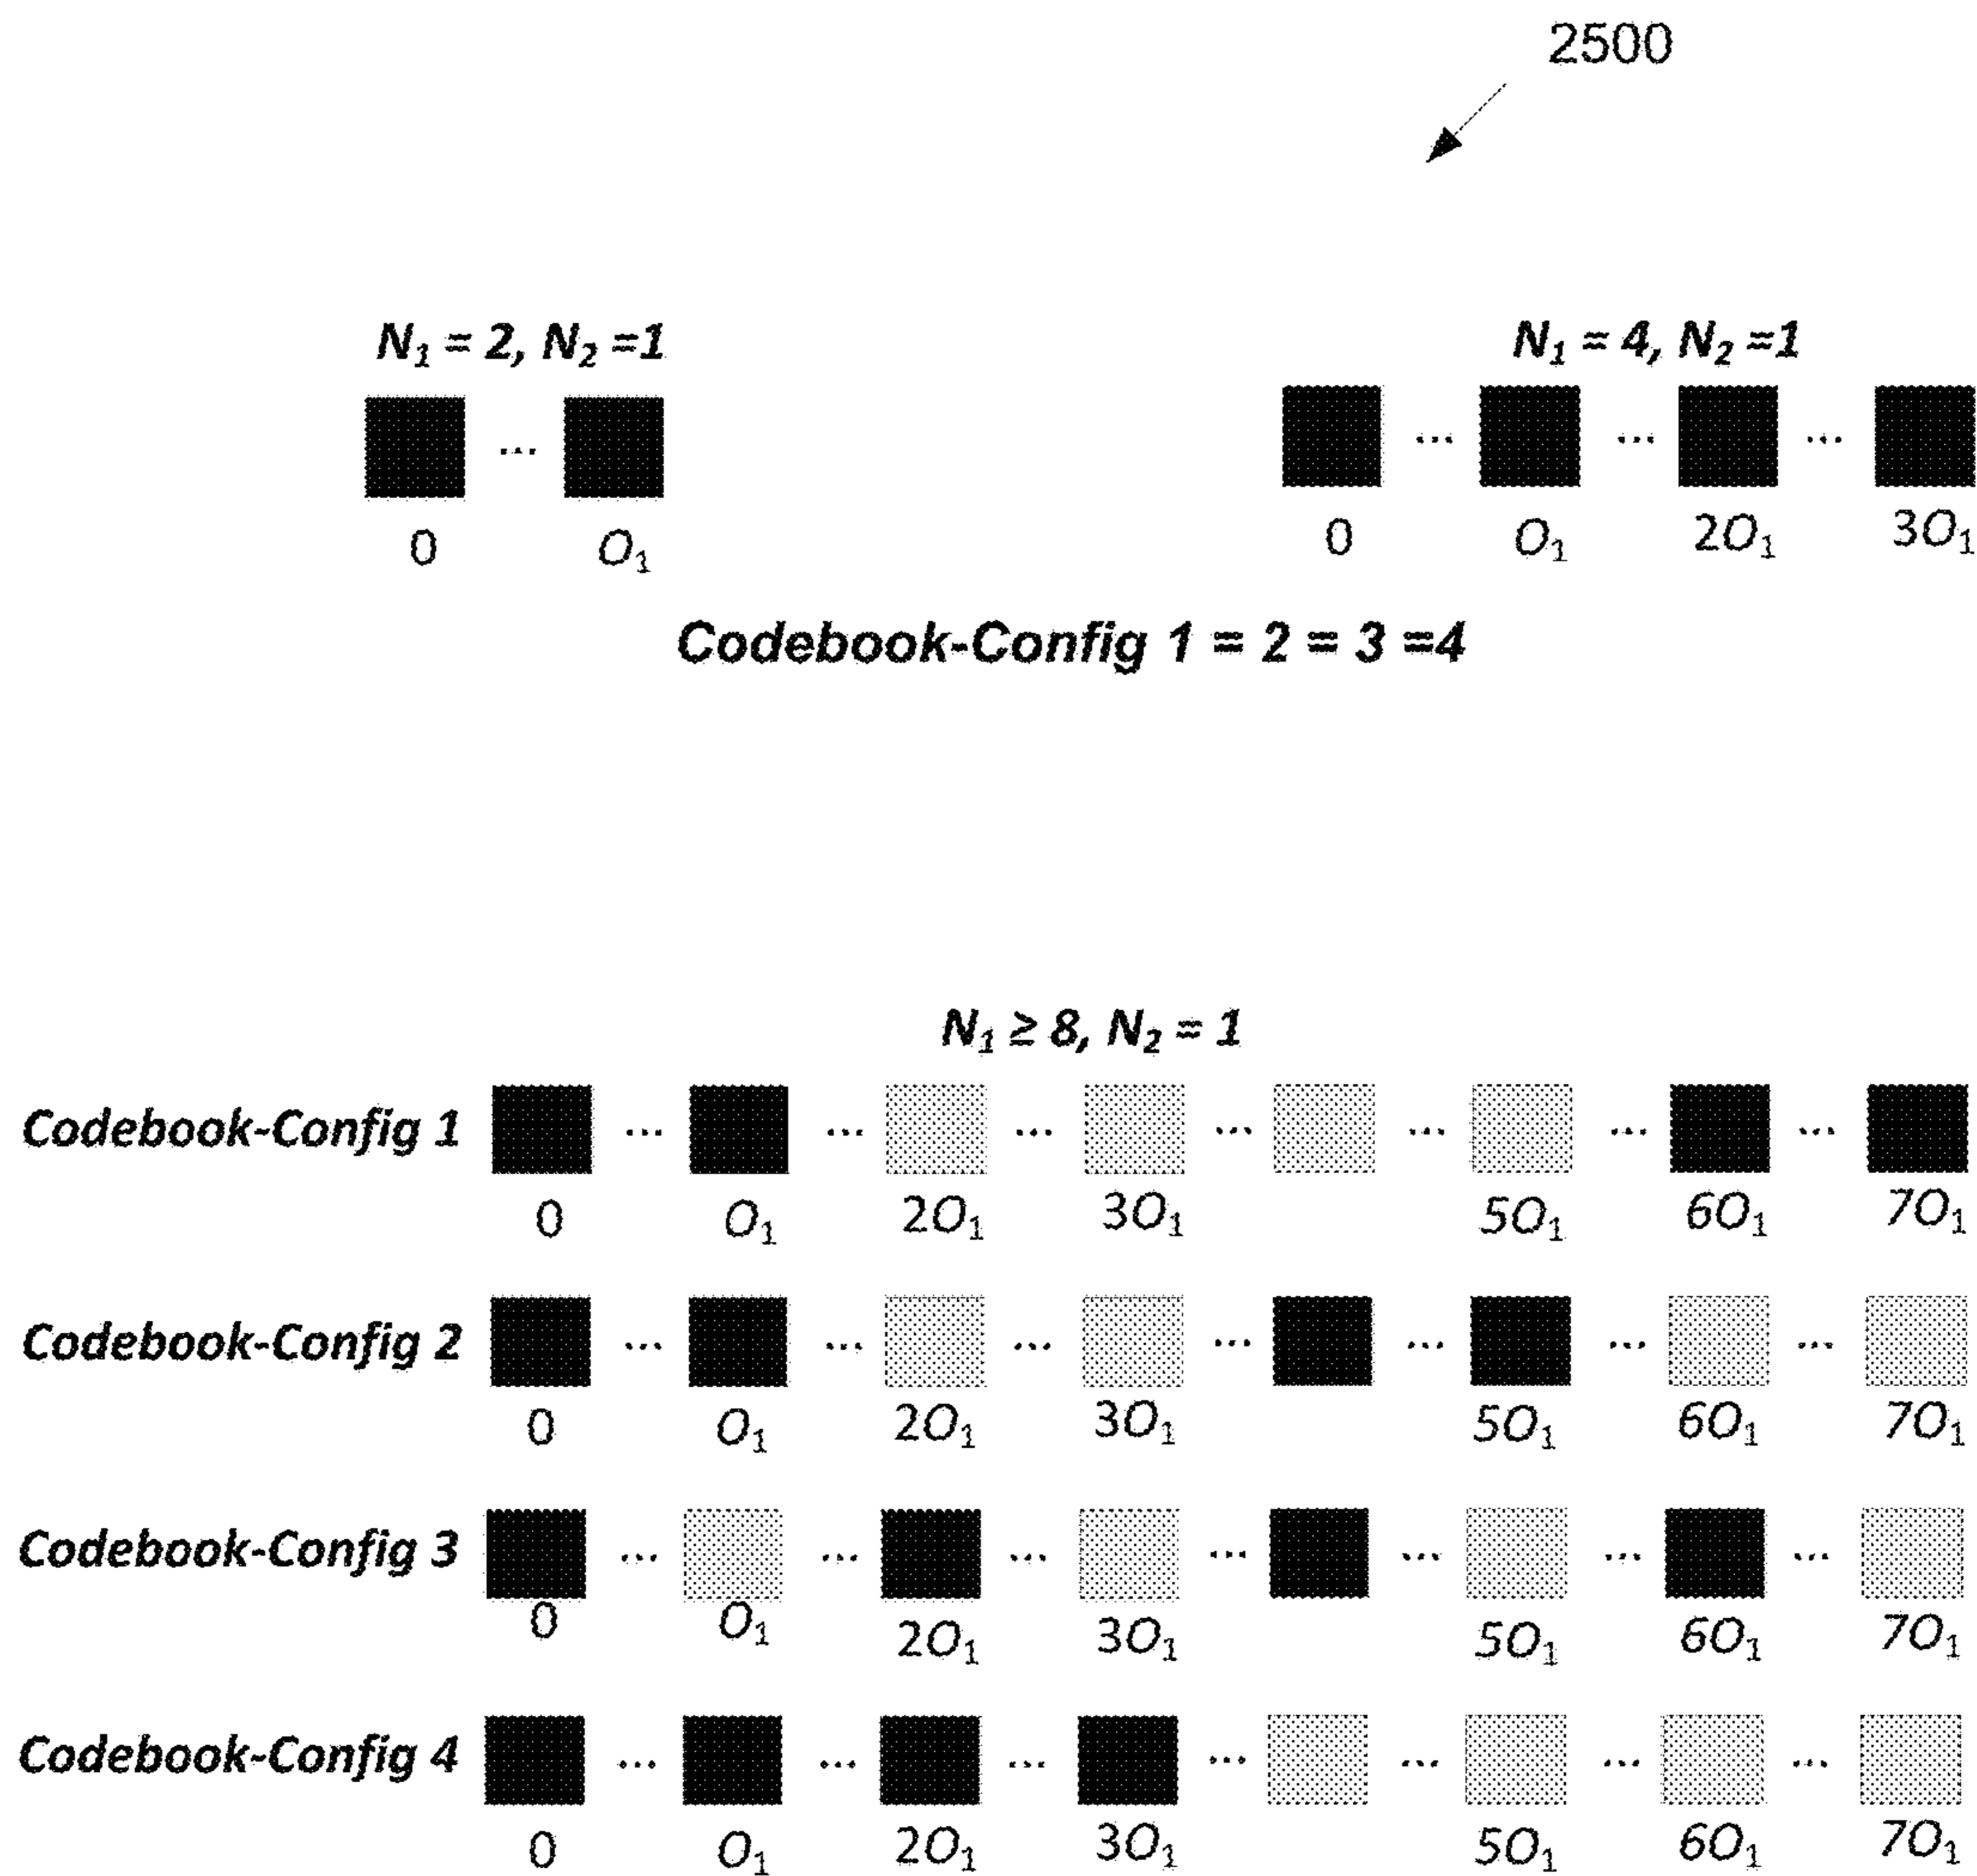 2500
N₁ = 2, N₂ =1
N₁ = 4, N₂ =1
... 
0 O₁
... ... ...
0 O₁ 2O₁ 3O₁
Codebook-Config 1 = 2 = 3 =4
N₁ ≥ 8, N₂ = 1
Codebook-Config 1 ... ... ... ... ... ... ...
0 O₁ 2O₁ 3O₁ 5O₁ 6O₁ 7O₁
Codebook-Config 2 ... ... ... ... ... ... ...
0 O₁ 2O₁ 3O₁ 5O₁ 6O₁ 7O₁
Codebook-Config 3 ... ... ... ... ... ... ...
0 O₁ 2O₁ 3O₁ 5O₁ 6O₁ 7O₁
Codebook-Config 4 ... ... ... ... ... ... ...
0 O₁ 2O₁ 3O₁ 5O₁ 6O₁ 7O₁